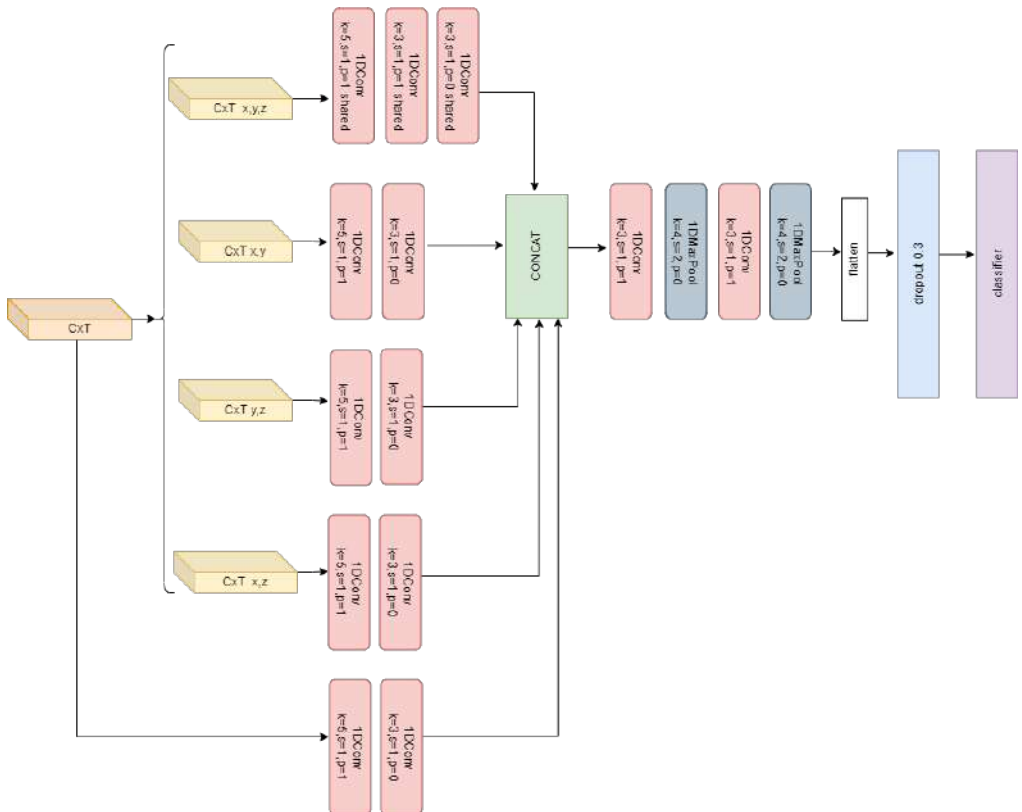 CxT
CxT x,y,z
1DConv
k=5,s=1,p=1 shared
1DConv
k=3,s=1,p=1 shared
1DConv
k=3,s=1,p=0 shared
CxT x,y
1DConv
k=5,s=1,p=1
1DConv
k=3,s=1,p=0
CxT y,z
1DConv
k=5,s=1,p=1
1DConv
k=3,s=1,p=0
CxT x,z
1DConv
k=5,s=1,p=1
1DConv
k=3,s=1,p=0
1DConv
k=5,s=1,p=1
1DConv
k=3,s=1,p=0
CONCAT
1DConv
k=3,s=1,p=1
1DMaxPool
k=4,s=2,p=0
1DConv
k=3,s=1,p=1
1DMaxPool
k=4,s=2,p=0
flatten
dropout 0.3
classifier